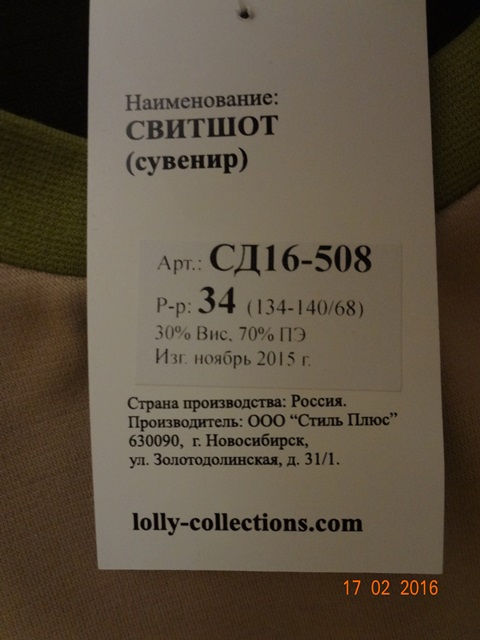 Наименование:
СВИТШОТ
(сувенир)
Арт.: СД16-508
Р-р: 34 (134-140/68)
30% Вис, 70% ПЭ
Изг. ноябрь 2015 г.
Страна производства: Россия.
Производитель: ООО “Стиль Плюс”
630090, г. Новосибирск,
ул. Золотодолинская, д. 31/1.
lolly-collections.com
17 02 2016